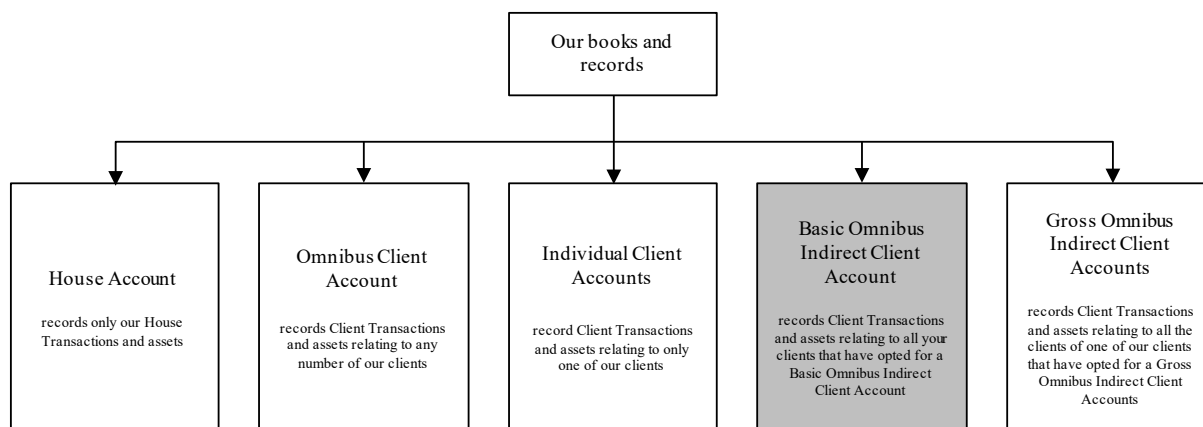 Our books and
records
House Account
records only our House
Transactions and assets
Omnibus Client
Account
records Client Transactions
and assets relating to any
number of our clients
Individual Client
Accounts
record Client Transactions
and assets relating to only
one of our clients
Basic Omnibus
Indirect Client
Account
records Client Transactions
and assets relating to all your
clients that have opted for a
Basic Omnibus Indirect
Client Account
Gross Omnibus
Indirect Client
Accounts
records Client Transactions
and assets relating to all the
clients of one of our clients
that have opted for a Gross
Omnibus Indirect Client
Accounts